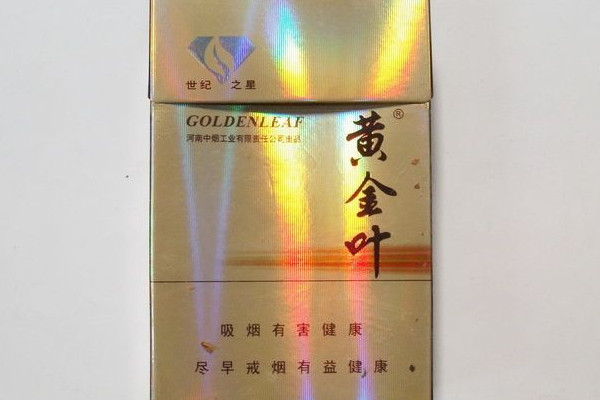 世纪之星
GOLDENLEAF
河南中烟工业有限责任公司出品
黄金叶®
吸烟有害健康
尽早戒烟有益健康